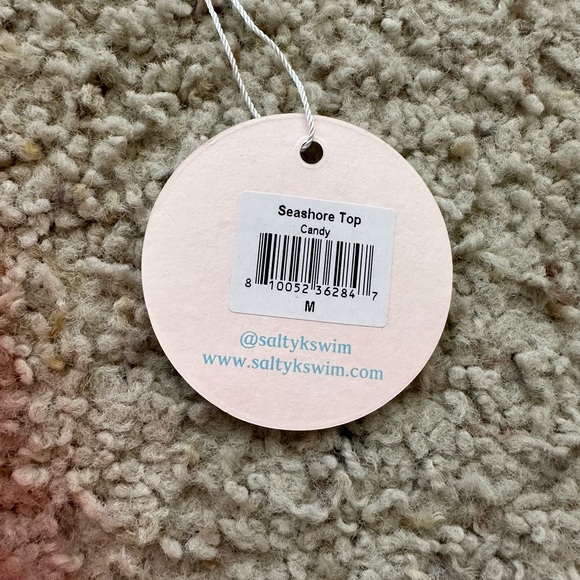 Seashore Top
Candy
8 10052 36284 7
M
@saltykswim
www.saltykswim.com